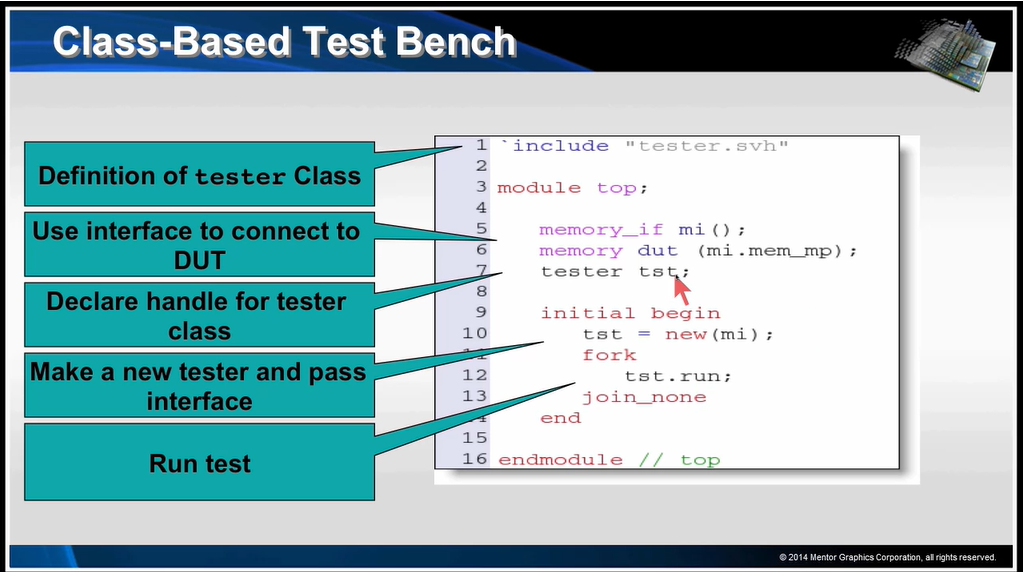 Class-Based Test Bench
Definition of tester Class
Use interface to connect to
DUT
Declare handle for tester
class
Make a new tester and pass
interface
Run test
1 `include "tester.svh"
2
3 module top;
4
5 memory_if mi();
6 memory dut (mi.mem_mp);
7 tester tst;
8
9 initial begin
10 tst = new(mi);
11 fork
12 tst.run;
13 join_none
14 end
15
16 endmodule // top
© 2014 Mentor Graphics Corporation, all rights reserved.